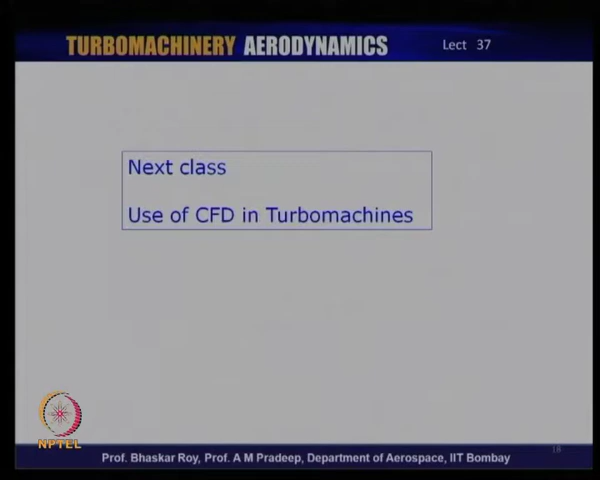 TURBOMACHINERY AERODYNAMICS Lect 37
Next class
Use of CFD in Turbomachines
NPTEL
Prof. Bhaskar Roy, Prof. A M Pradeep, Department of Aerospace, IIT Bombay
18